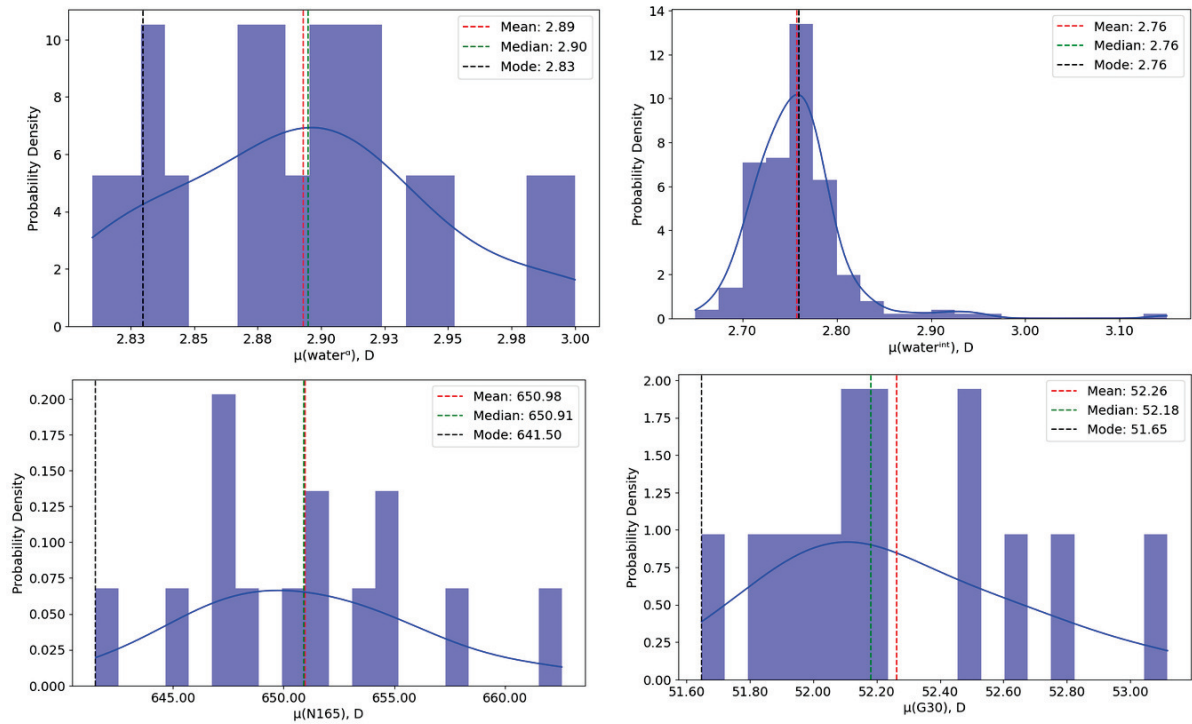 10
8
6
4
2
0
Probability Density
2.83
2.85
2.88
2.90
2.93
2.95
2.98
3.00
μ(waterᵍ), D
Mean: 2.89
Median: 2.90
Mode: 2.83
14
12
10
8
6
4
2
0
Probability Density
2.70
2.80
2.90
3.00
3.10
μ(waterⁱⁿᵗ), D
Mean: 2.76
Median: 2.76
Mode: 2.76
0.200
0.175
0.150
0.125
0.100
0.075
0.050
0.025
0.000
Probability Density
645.00
650.00
655.00
660.00
μ(N165), D
Mean: 650.98
Median: 650.91
Mode: 641.50
2.00
1.75
1.50
1.25
1.00
0.75
0.50
0.25
0.00
Probability Density
51.60
51.80
52.00
52.20
52.40
52.60
52.80
53.00
μ(G30), D
Mean: 52.26
Median: 52.18
Mode: 51.65